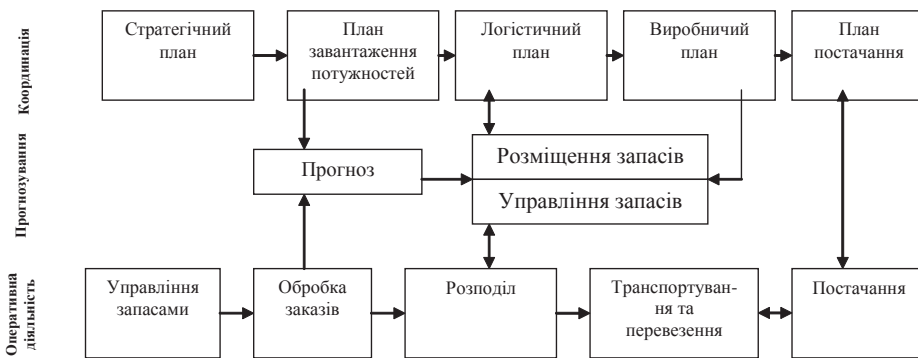 Координація
Стратегічний
план
План
завантаження
потужностей
Логістичний
план
Виробничий
план
План
постачання
Прогнозування
Прогноз
Розміщення запасів
Управління запасів
Оперативна
діяльність
Управління
запасами
Обробка
заказів
Розподіл
Транспортуван-
ня та
перевезення
Постачання